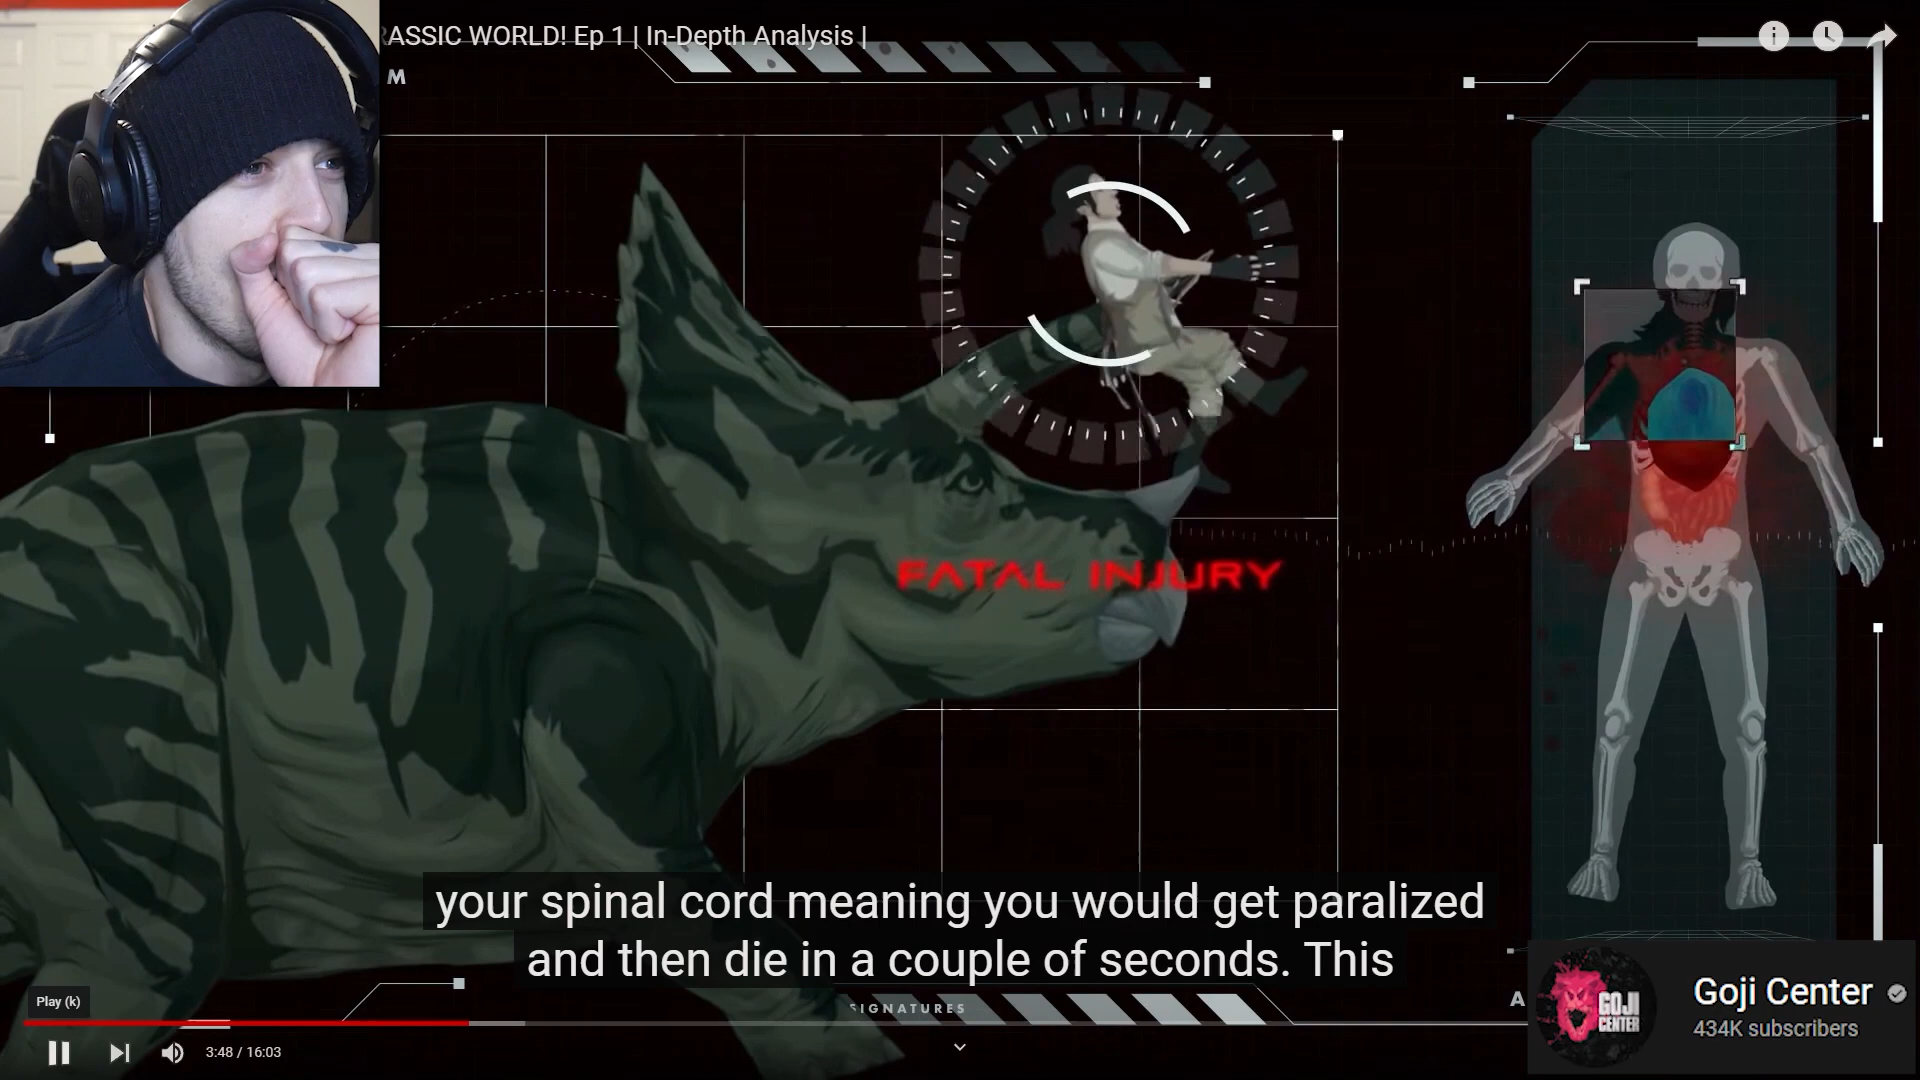 RASSIC WORLD! Ep 1 | In-Depth Analysis |
M
FATAL INJURY
your spinal cord meaning you would get paralized
and then die in a couple of seconds. This
Play (k)
SIGNATURES
A
GOJI
CENTER
Goji Center
434K subscribers
3:48 / 16:03